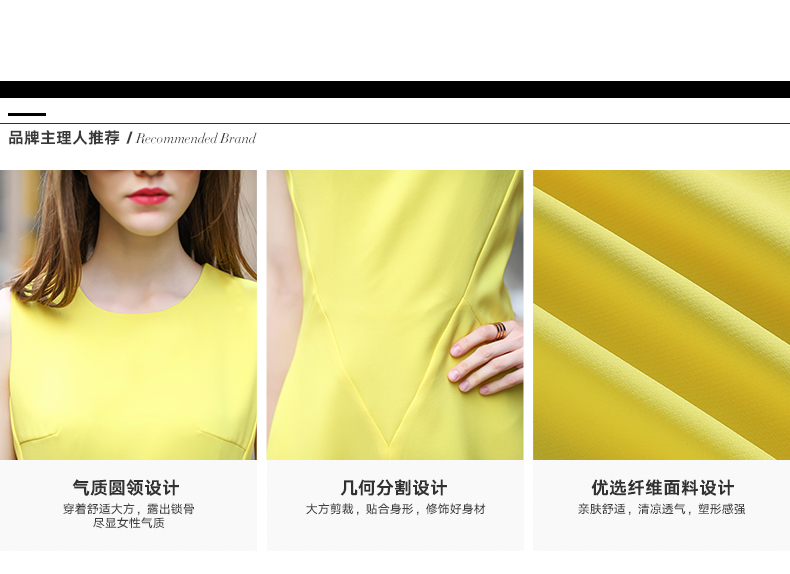 品牌主理人推荐 / Recommended Brand
气质圆领设计
穿着舒适大方，露出锁骨
尽显女性气质
几何分割设计
大方剪裁，贴合身形，修饰好身材
优选纤维面料设计
亲肤舒适，清凉透气，塑形感强